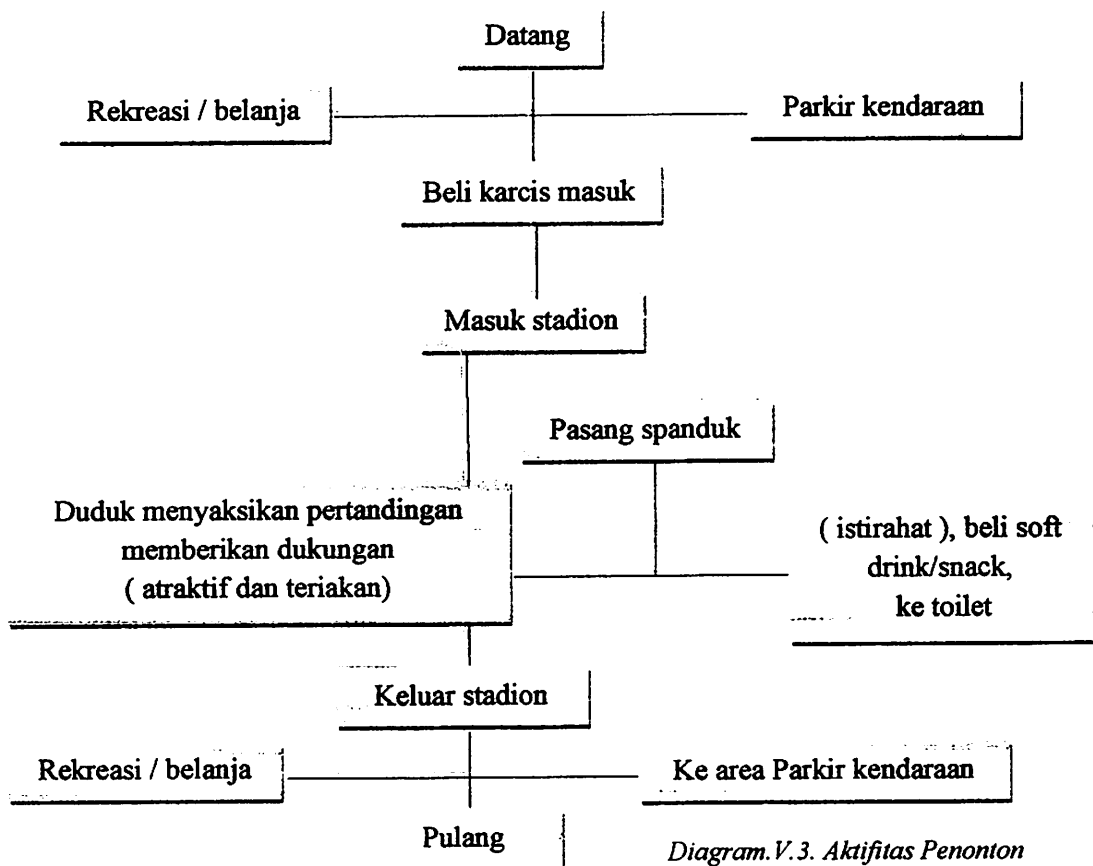 Datang
Rekreasi / belanja
Parkir kendaraan
Beli karcis masuk
Masuk stadion
Pasang spanduk
Duduk menyaksikan pertandingan
memberikan dukungan
( atraktif dan teriakan)
( istirahat ), beli soft
drink/snack,
ke toilet
Keluar stadion
Rekreasi / belanja
Ke area Parkir kendaraan
Pulang
Diagram.V.3. Aktifitas Penonton